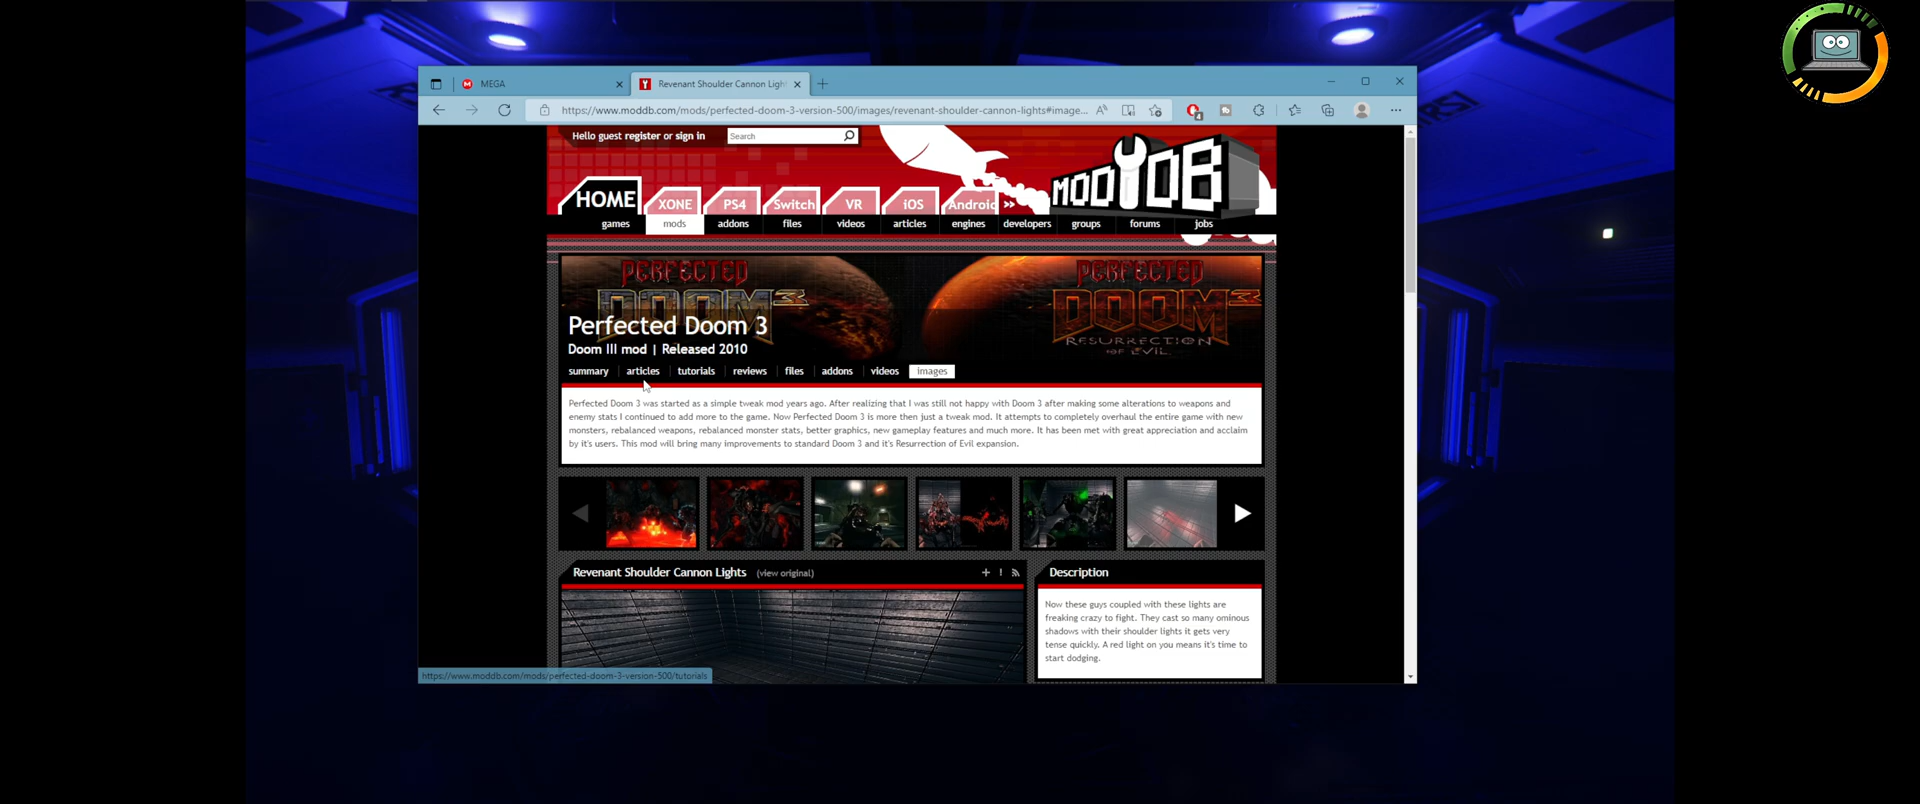 MEGA
Revenant Shoulder Cannon Ligh
https://www.moddb.com/mods/perfected-doom-3-version-500/images/revenant-shoulder-cannon-lights#image...
4
Hello guest register or sign in
Search
MOD DB
HOME XONE PS4 Switch VR iOS Android »
games mods addons files videos articles engines developers groups forums jobs
PERFECTED
DOOM 3
PERFECTED
DOOM 3
RESURRECTION
OF EVIL
Perfected Doom 3
Doom III mod | Released 2010
summary articles tutorials reviews files addons videos images
Perfected Doom 3 was started as a simple tweak mod years ago. After realizing that I was still not happy with Doom 3 after making some alterations to weapons and
enemy stats I continued to add more to the game. Now Perfected Doom 3 is more then just a tweak mod. It attempts to completely overhaul the entire game with new
monsters, rebalanced weapons, rebalanced monster stats, better graphics, new gameplay features and much more. It has been met with great appreciation and acclaim
by it's users. This mod will bring many improvements to standard Doom 3 and it's Resurrection of Evil expansion.
Revenant Shoulder Cannon Lights (view original)
Description
Now these guys coupled with these lights are
freaking crazy to fight. They cast so many ominous
shadows with their shoulder lights it gets very
tense quickly. A red light on you means it's time to
start dodging.
https://www.moddb.com/mods/perfected-doom-3-version-500/tutorials